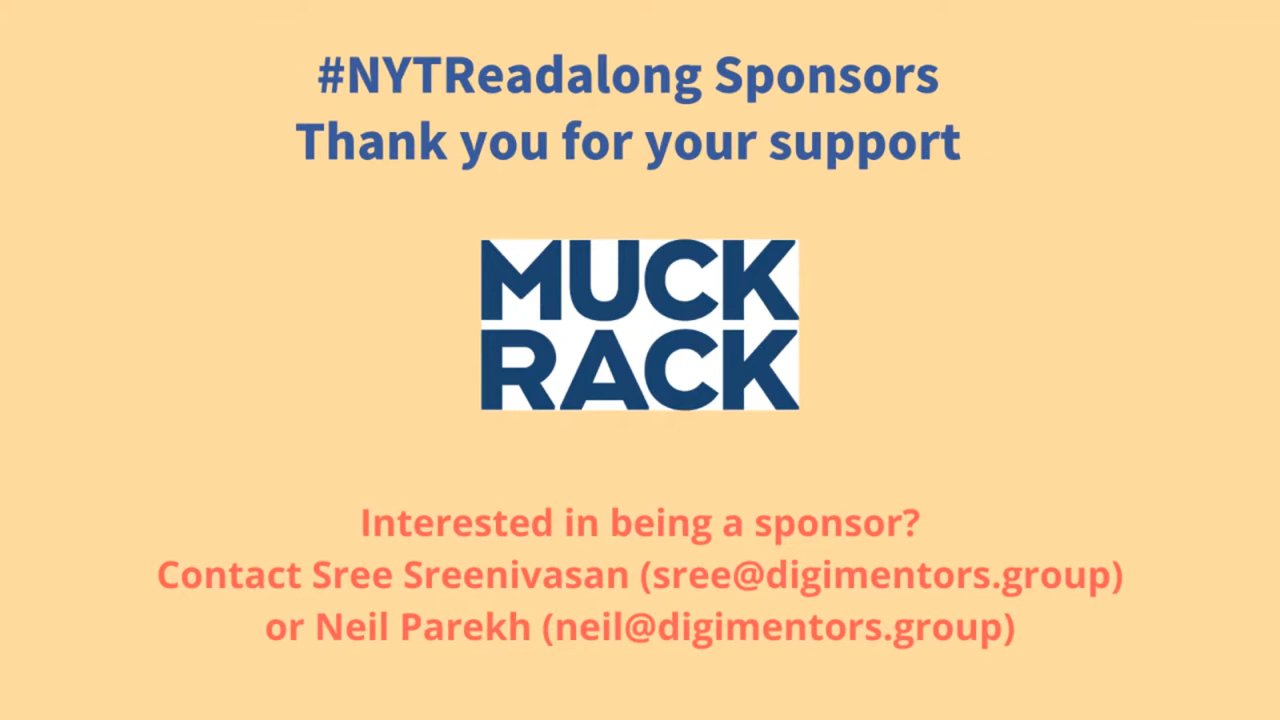 #NYTReadalong Sponsors
Thank you for your support
MUCK
RACK
Interested in being a sponsor?
Contact Sree Sreenivasan (sree@digimentors.group)
or Neil Parekh (neil@digimentors.group)